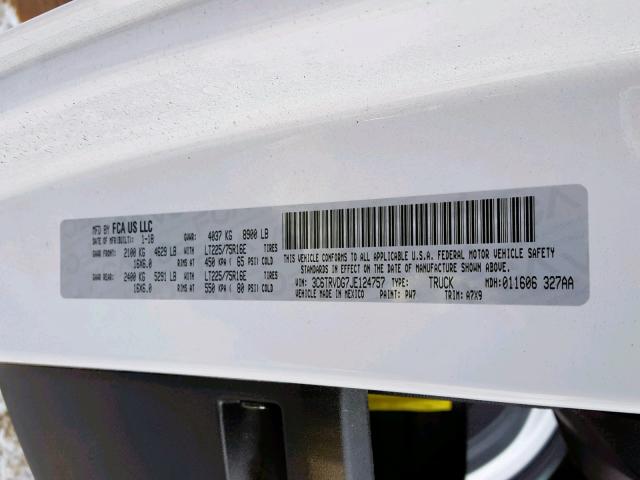 MFD BY FCA US LLC
DATE OF MFR/BUILT: 1-18 GVWR: 4037 KG 8900 LB
GAWR FRONT: 2100 KG 4629 LB LT225/75R16E TIRES
16X6.0 RIMS AT 450 KPA ( 65 PSI) COLD
GAWR REAR: 2400 KG 5291 LB LT225/75R16E TIRES
16X6.0 RIMS AT 550 KPA ( 80 PSI) COLD
THIS VEHICLE CONFORMS TO ALL APPLICABLE U.S.A. FEDERAL MOTOR VEHICLE SAFETY
STANDARDS IN EFFECT ON THE DATE OF MANUFACTURE SHOWN ABOVE.
VIN: 3C6TRVDG7JE124757 TYPE: TRUCK MDH: 011606 327AA
VEHICLE MADE IN MEXICO PAINT: PW7 TRIM: A7X9